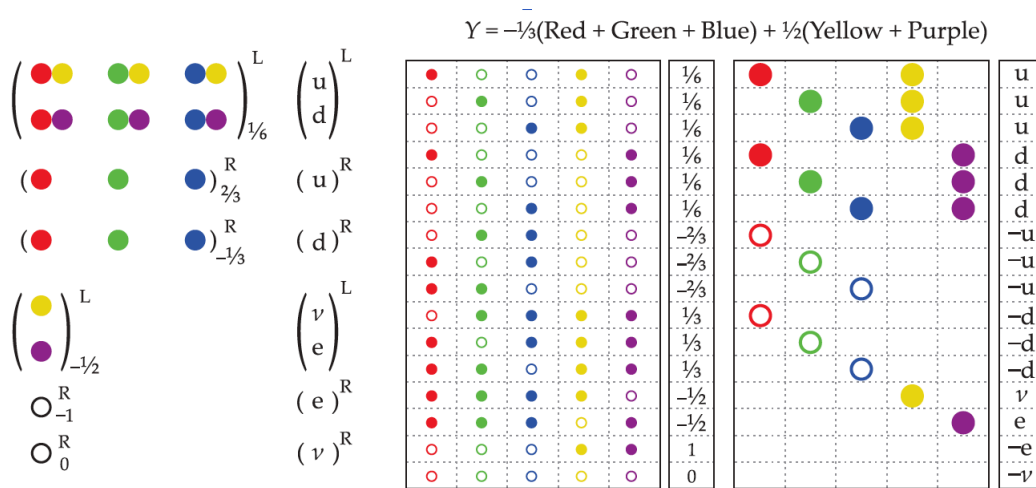 Y = –⅓(Red + Green + Blue) + ½(Yellow + Purple)
( )L ⅙ (u d)L
( )R ⅔ (u)R
( )R –⅓ (d)R
( )L –½ (ν e)L
R –1 (e)R
R 0 (ν)R
⅙ u
⅙ u
⅙ u
⅙ d
⅙ d
⅙ d
–⅔ –u
–⅔ –u
–⅔ –u
⅓ –d
⅓ –d
⅓ –d
–½ ν
–½ e
1 –e
0 –ν